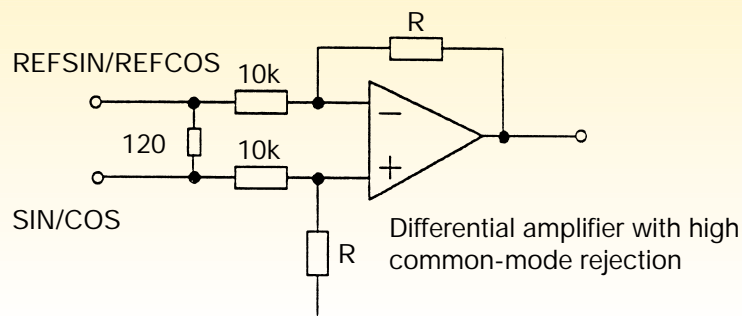 R
REFSIN/REFCOS
10k
120
10k
SIN/COS
R
Differential amplifier with high
common-mode rejection